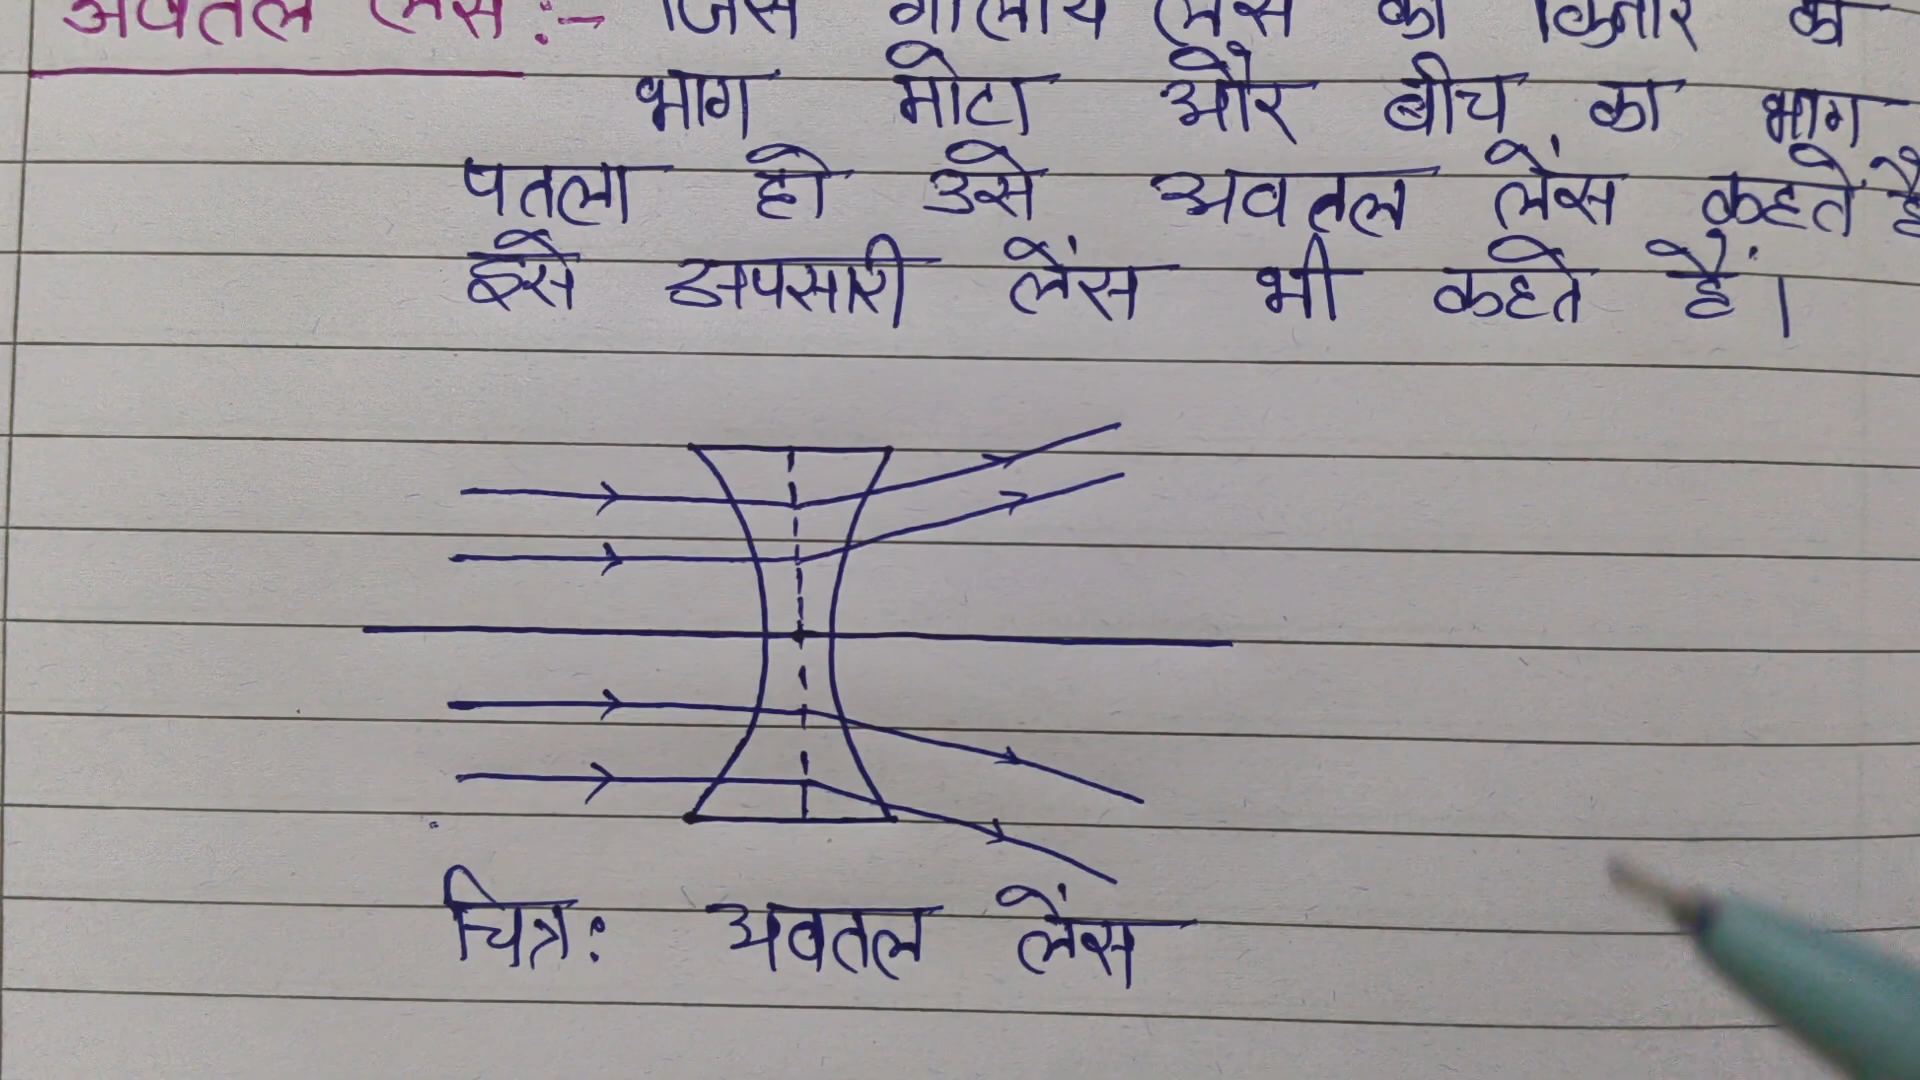 अवतल लेंस :- जिस गोलीय लेंस का किनारे का
भाग मोटा और बीच का भाग
पतला हो उसे अवतल लेंस कहते है
इसे अपसारी लेंस भी कहते हैं।
चित्र: अवतल लेंस